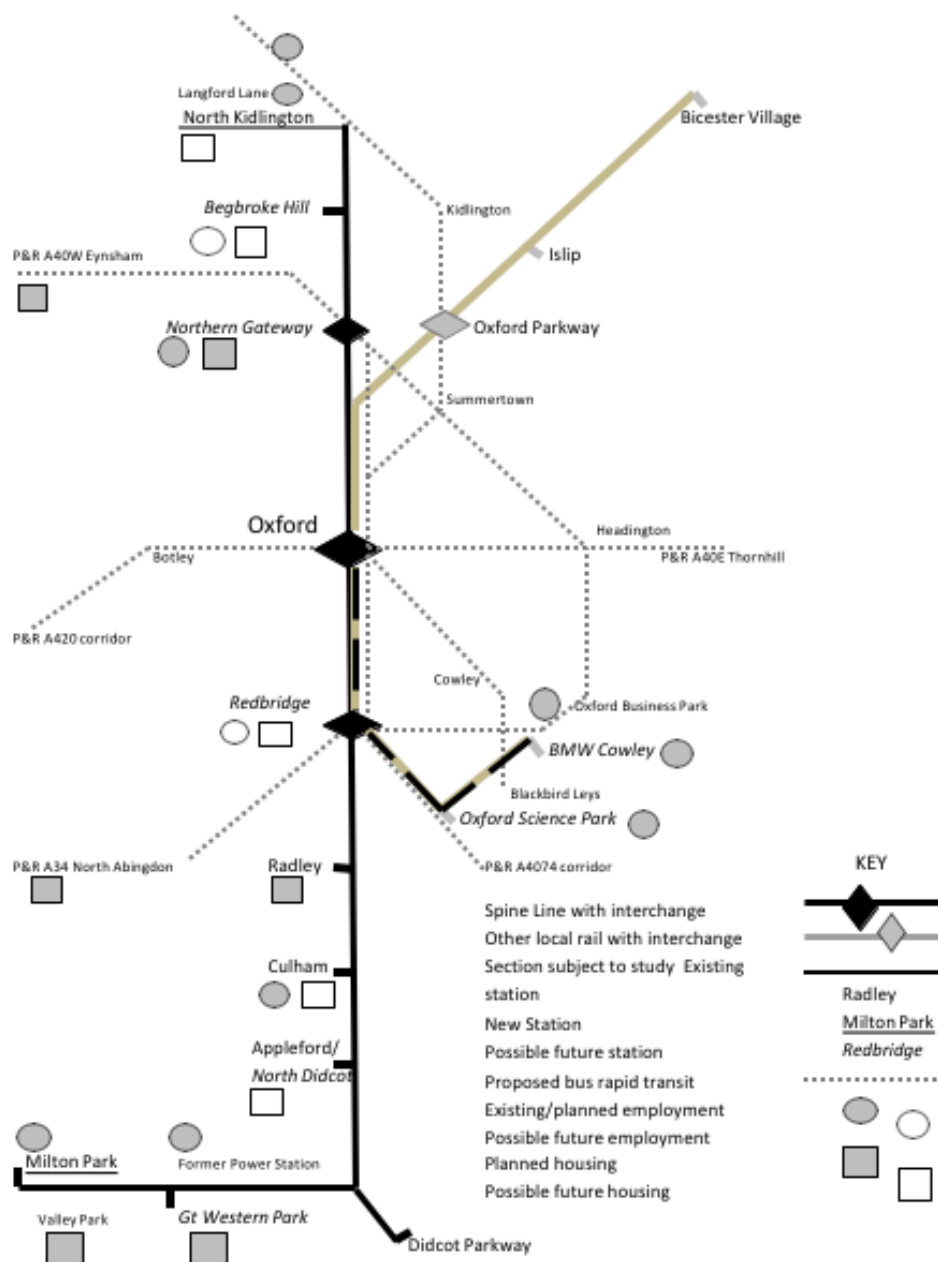 Langford Lane
North Kidlington
Bicester Village
Begbroke Hill
Kidlington
P&R A40W Eynsham
Islip
Northern Gateway
Oxford Parkway
Summertown
Oxford
Headington
Botley
P&R A40E Thornhill
P&R A420 corridor
Cowley
Redbridge
Oxford Business Park
BMW Cowley
Blackbird Leys
Oxford Science Park
P&R A34 North Abingdon
Radley
P&R A4074 corridor
KEY
Spine Line with interchange
Other local rail with interchange
Section subject to study Existing
station
New Station
Possible future station
Proposed bus rapid transit
Existing/planned employment
Possible future employment
Planned housing
Possible future housing
Radley
Milton Park
Redbridge
Culham
Appleford/
North Didcot
Milton Park
Former Power Station
Valley Park
Gt Western Park
Didcot Parkway